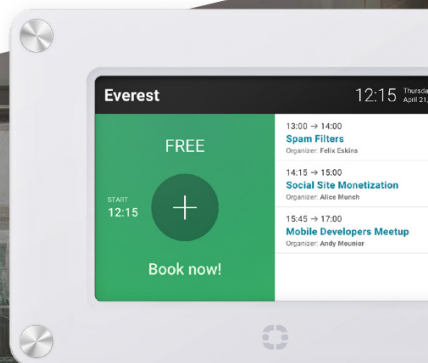 Everest
12:15
April 21,
FREE
START
12:15
Book now!
13:00 → 14:00
Spam Filters
Organizer: Felix Eskins
14:15 → 15:00
Social Site Monetization
Organizer: Alice Munch
15:45 → 17:00
Mobile Developers Meetup
Organizer: Andy Meunier